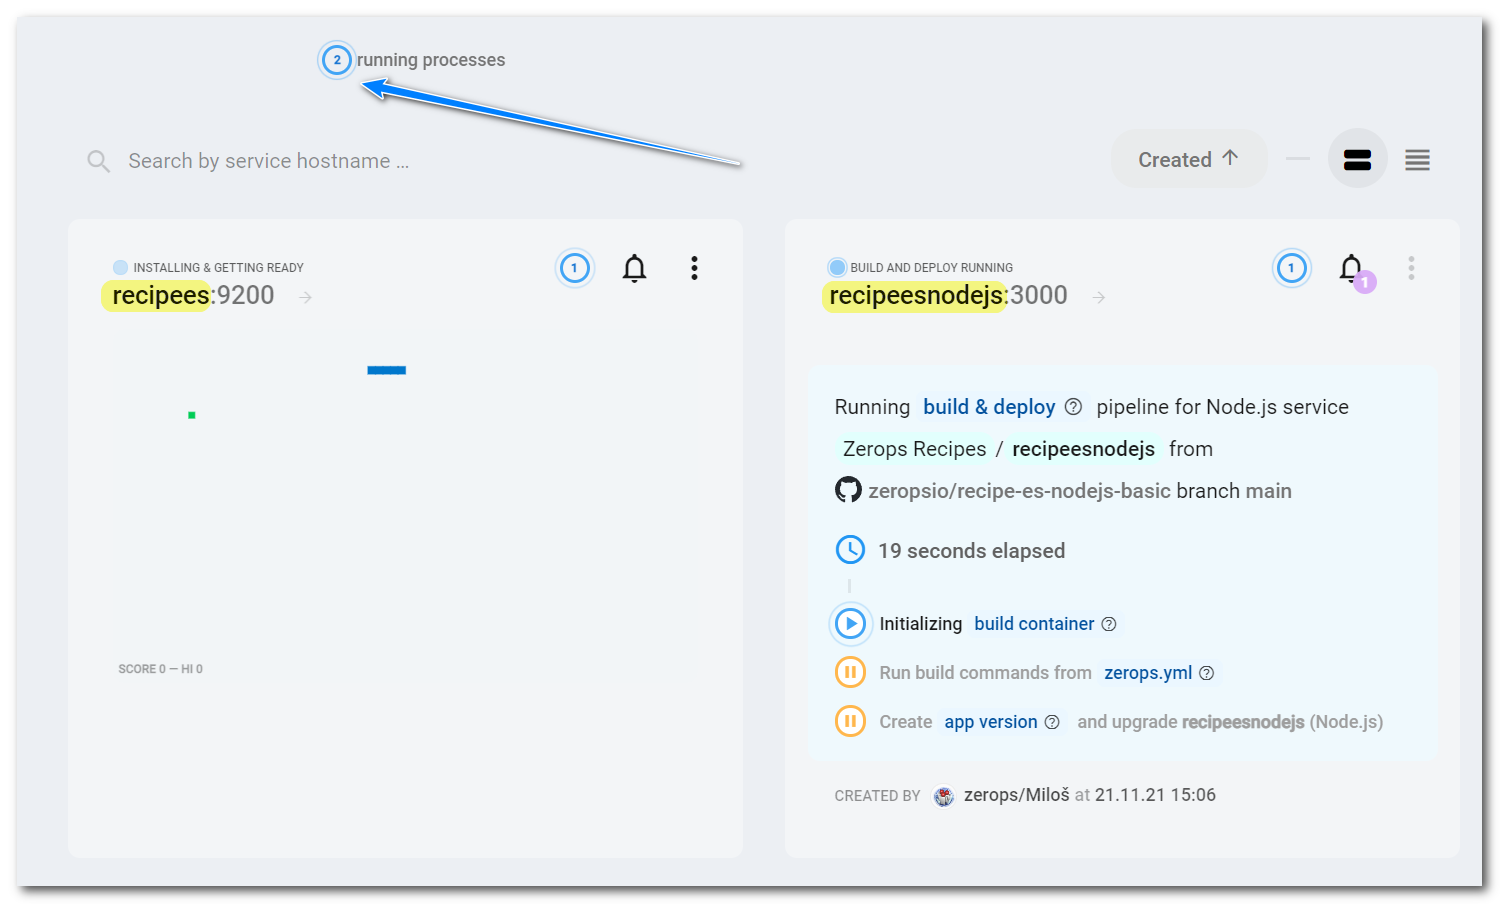 2 running processes
Search by service hostname ...
Created
INSTALLING & GETTING READY
recipees:9200
1
SCORE 0 — HI 0
BUILD AND DEPLOY RUNNING
recipeesnodejs:3000
1
1
Running build & deploy pipeline for Node.js service
Zerops Recipes / recipeesnodejs from
zeropsio/recipe-es-nodejs-basic branch main
19 seconds elapsed
Initializing build container
Run build commands from zerops.yml
Create app version and upgrade recipeesnodejs (Node.js)
CREATED BY zerops/Miloš at 21.11.21 15:06